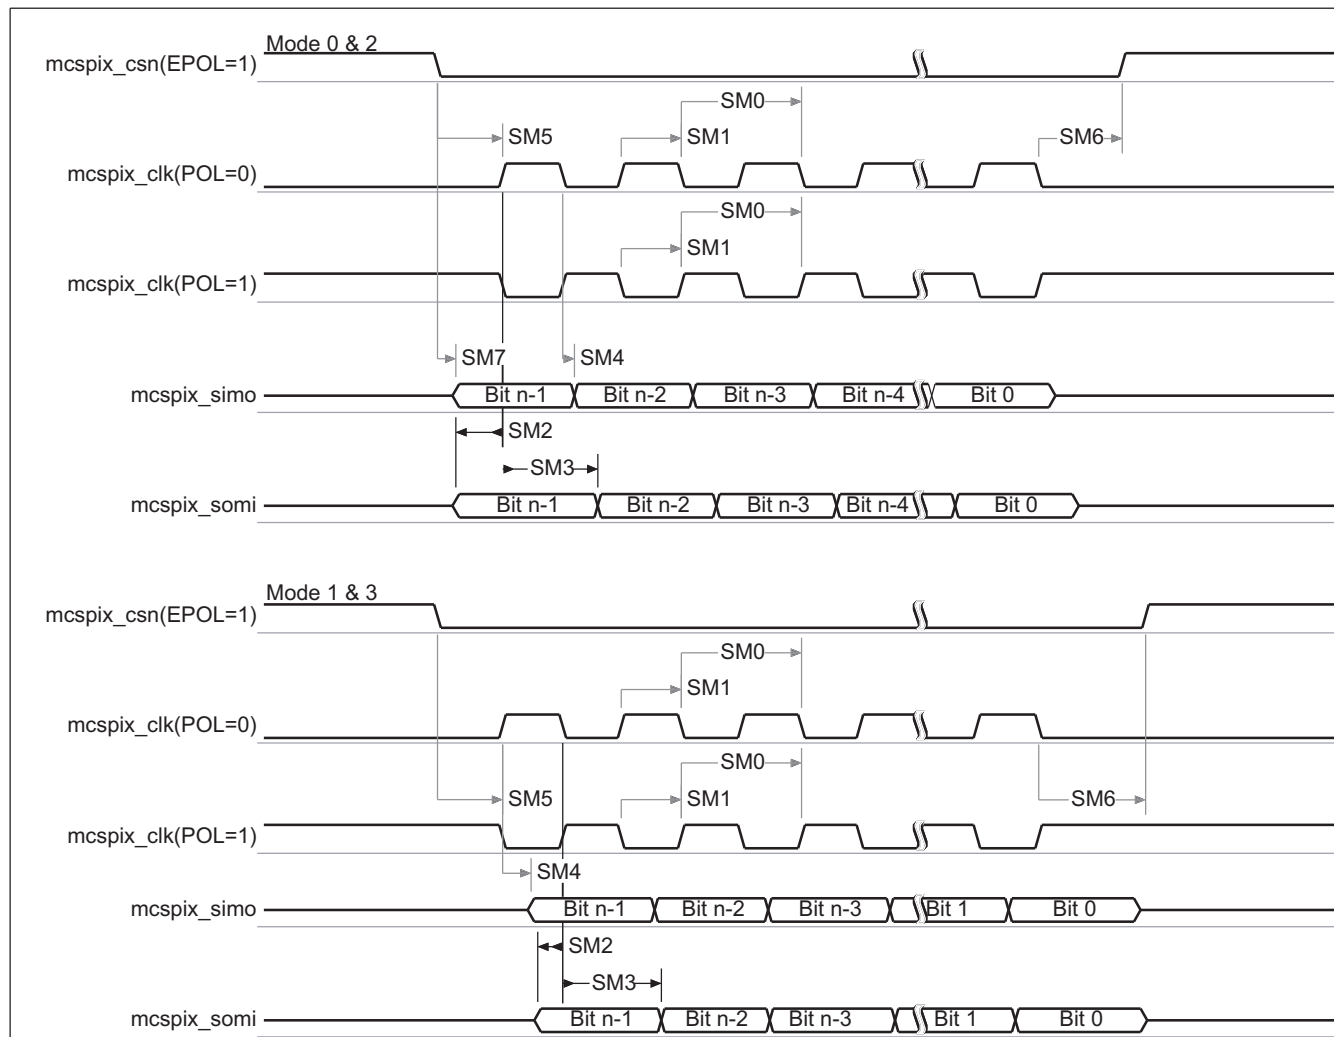 Mode 0 & 2
mcspix_csn(EPOL=1)
SM0
SM5 SM1 SM6
mcspix_clk(POL=0)
SM0
SM1
mcspix_clk(POL=1)
SM7 SM4
mcspix_simo Bit n-1 Bit n-2 Bit n-3 Bit n-4 Bit 0
SM2
SM3
mcspix_somi Bit n-1 Bit n-2 Bit n-3 Bit n-4 Bit 0
Mode 1 & 3
mcspix_csn(EPOL=1)
SM0
SM1
mcspix_clk(POL=0)
SM0
SM5 SM1 SM6
mcspix_clk(POL=1)
SM4
mcspix_simo Bit n-1 Bit n-2 Bit n-3 Bit 1 Bit 0
SM2
SM3
mcspix_somi Bit n-1 Bit n-2 Bit n-3 Bit 1 Bit 0